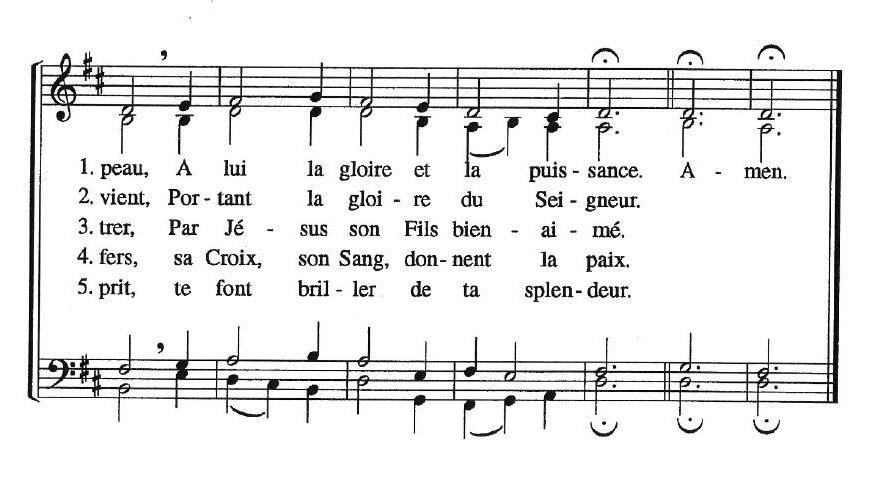 1. peau, A lui la gloire et la puis - sance. A - men.
2. vient, Por - tant la gloi - re du Sei - gneur.
3. trer, Par Jé - sus son Fils bien - ai - mé.
4. fers, sa Croix, son Sang, don - nent la paix.
5. prit, te font bril - ler de ta splen - deur.